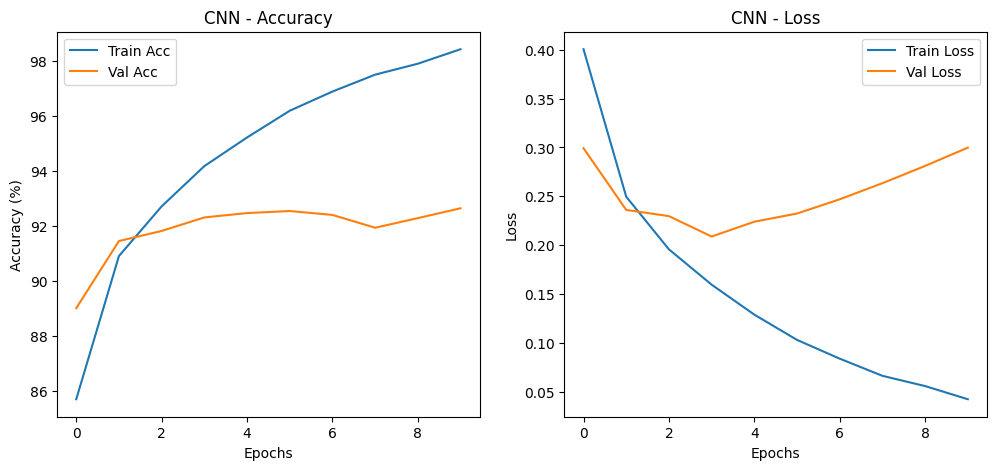 CNN - Accuracy
Train Acc
Val Acc
98
96
94
92
90
88
86
Accuracy (%)
0 2 4 6 8
Epochs
CNN - Loss
Train Loss
Val Loss
0.40
0.35
0.30
0.25
0.20
0.15
0.10
0.05
Loss
0 2 4 6 8
Epochs